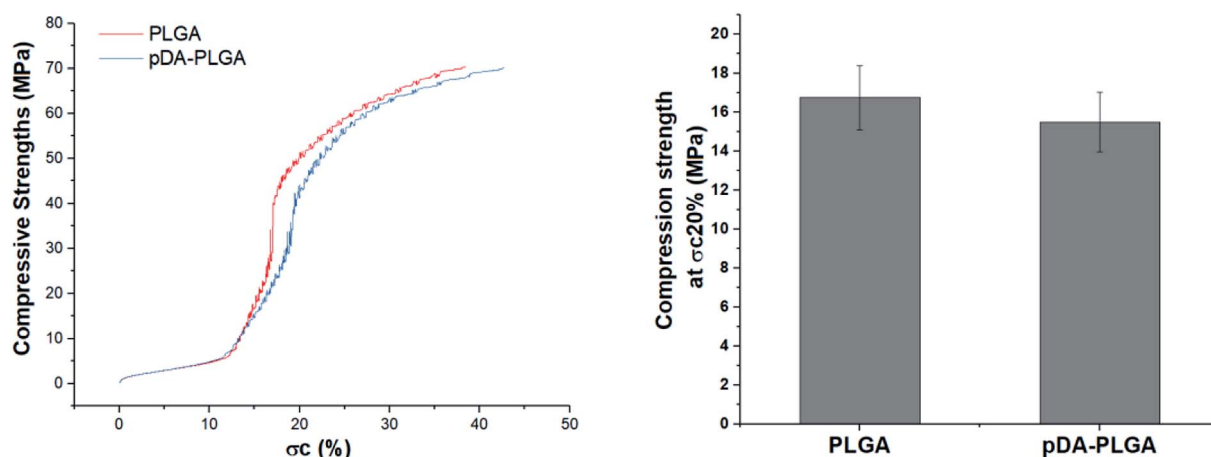 80
70
60
50
40
30
20
10
0
Compressive Strengths (MPa)
PLGA
pDA-PLGA
0 10 20 30 40 50
σc (%)
20
18
16
14
12
10
8
6
4
2
0
Compression strength
at σc20% (MPa)
PLGA pDA-PLGA